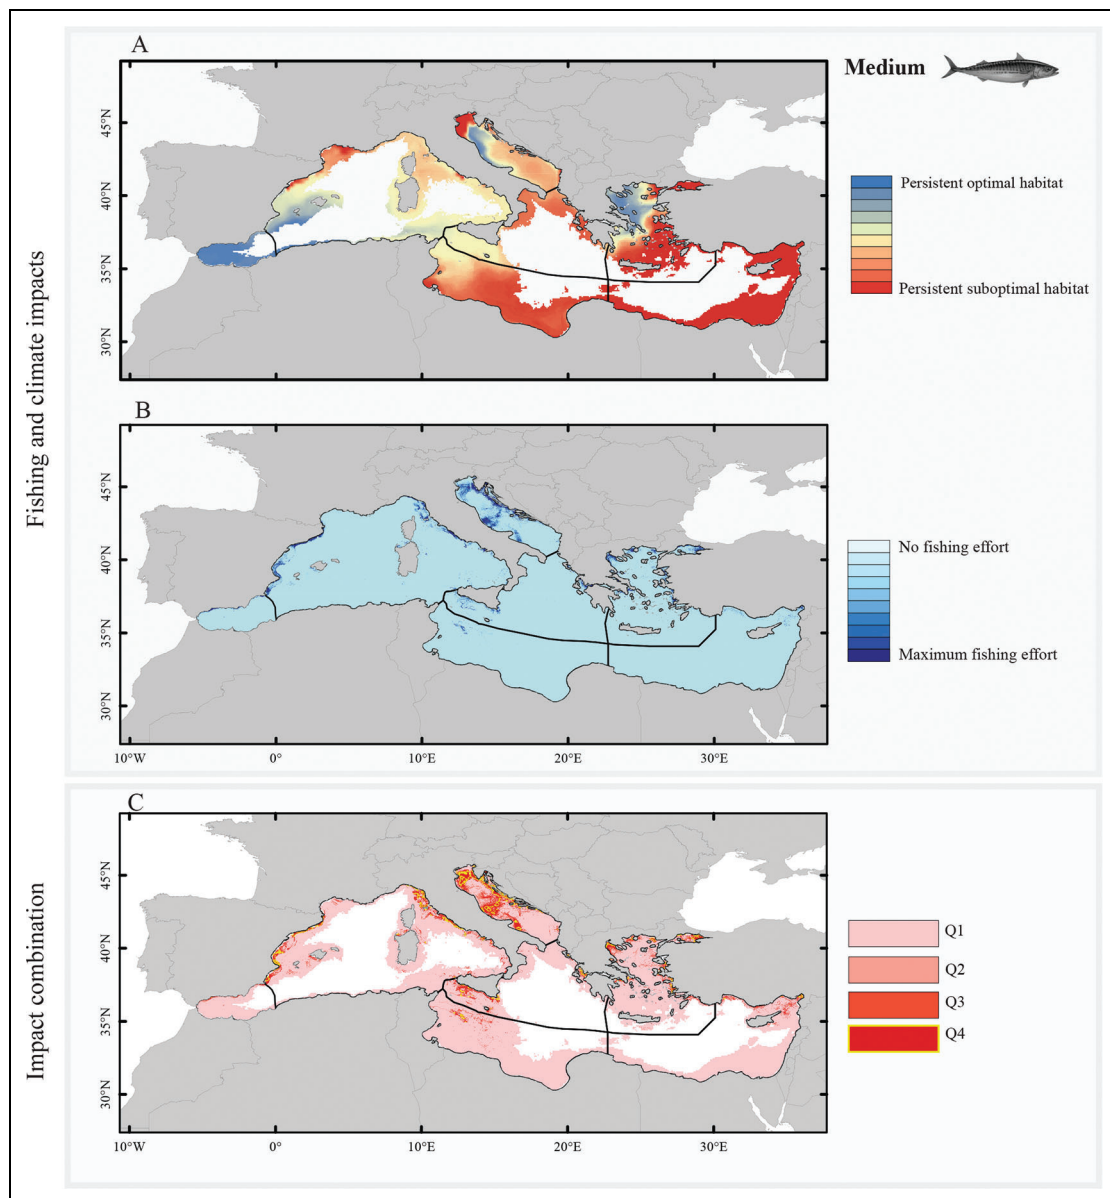 Fishing and climate impacts
A
Medium
45°N
40°N
35°N
30°N
Persistent optimal habitat
Persistent suboptimal habitat
B
45°N
40°N
35°N
30°N
10°W
0°
10°E
20°E
30°E
No fishing effort
Maximum fishing effort
Impact combination
C
45°N
40°N
35°N
30°N
10°W
0°
10°E
20°E
30°E
Q1
Q2
Q3
Q4